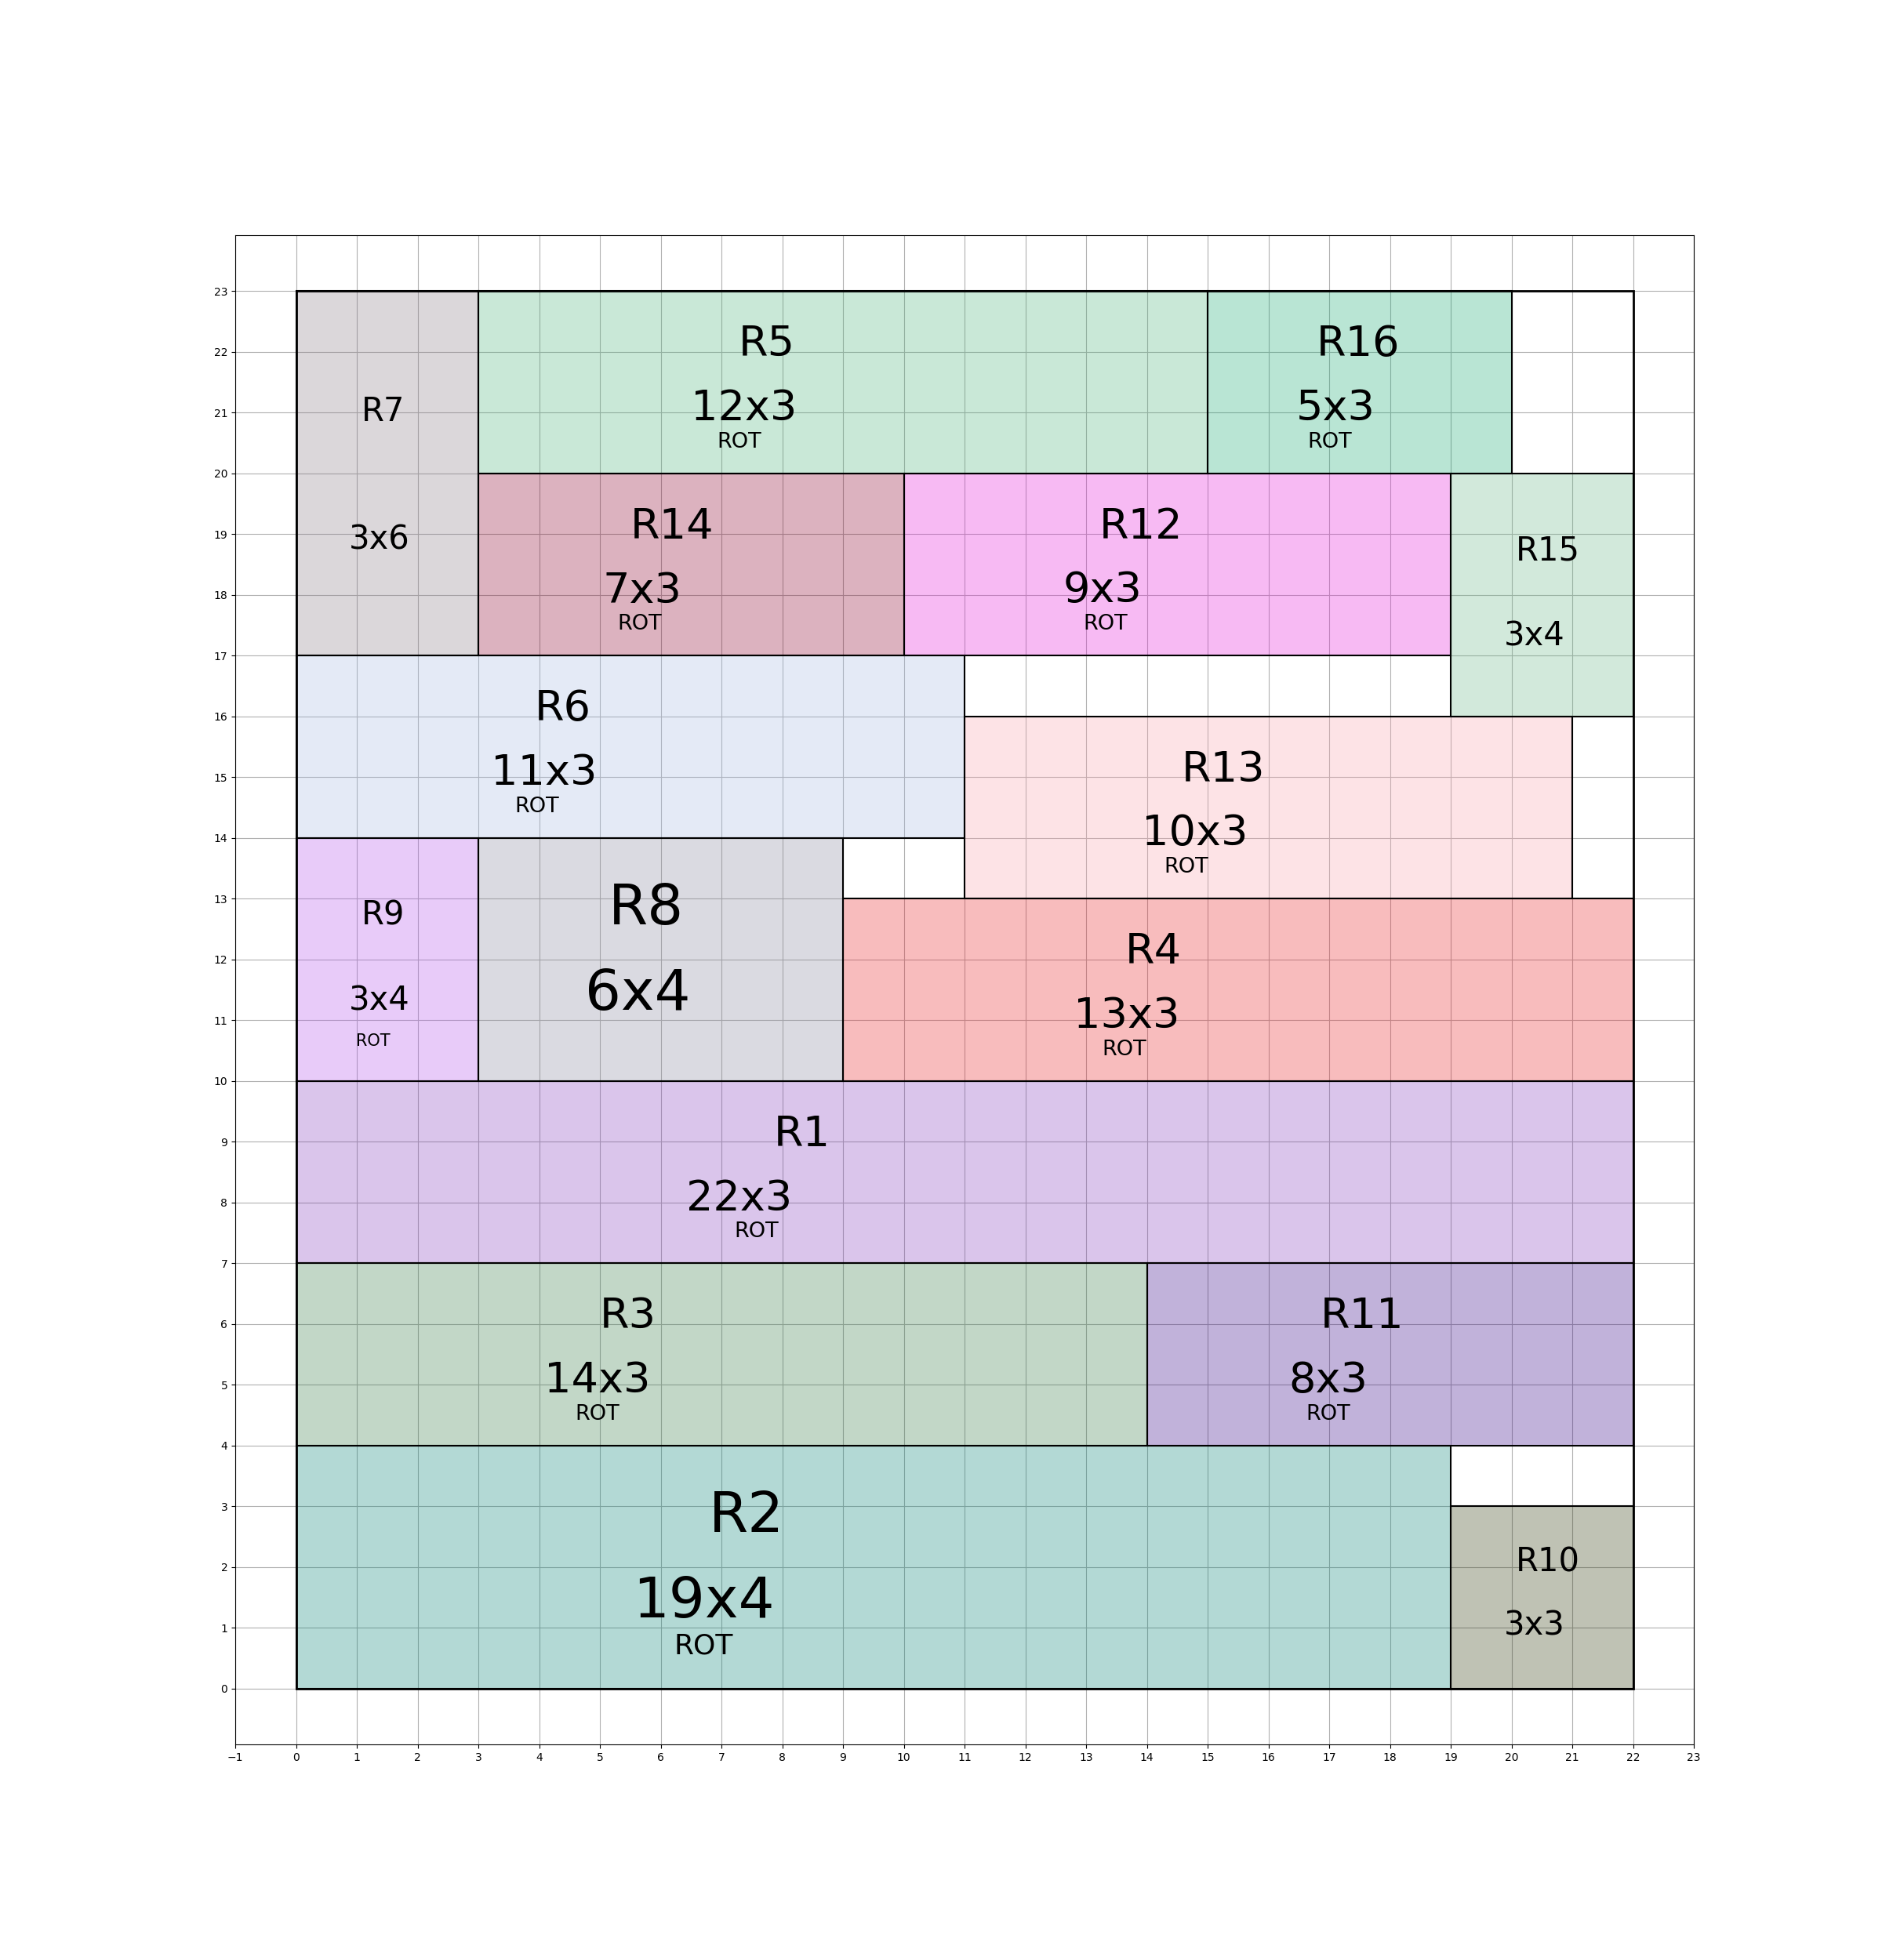 23
22
21
20
19
18
17
16
15
14
13
12
11
10
9
8
7
6
5
4
3
2
1
0
R7
3x6
R5
12x3
ROT
R16
5x3
ROT
R14
7x3
ROT
R12
9x3
ROT
R15
3x4
R6
11x3
ROT
R13
10x3
ROT
R9
3x4
ROT
R8
6x4
R4
13x3
ROT
R1
22x3
ROT
R3
14x3
ROT
R11
8x3
ROT
R2
19x4
ROT
R10
3x3
−1 0 1 2 3 4 5 6 7 8 9 10 11 12 13 14 15 16 17 18 19 20 21 22 23